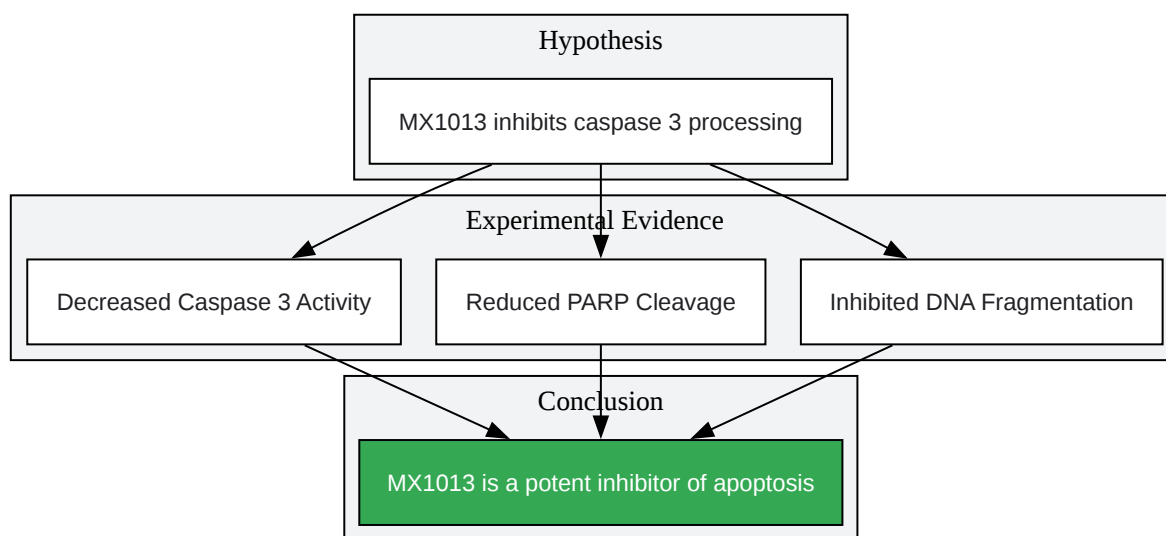 Hypothesis
MX1013 inhibits caspase 3 processing
Experimental Evidence
Decreased Caspase 3 Activity
Reduced PARP Cleavage
Inhibited DNA Fragmentation
Conclusion
MX1013 is a potent inhibitor of apoptosis